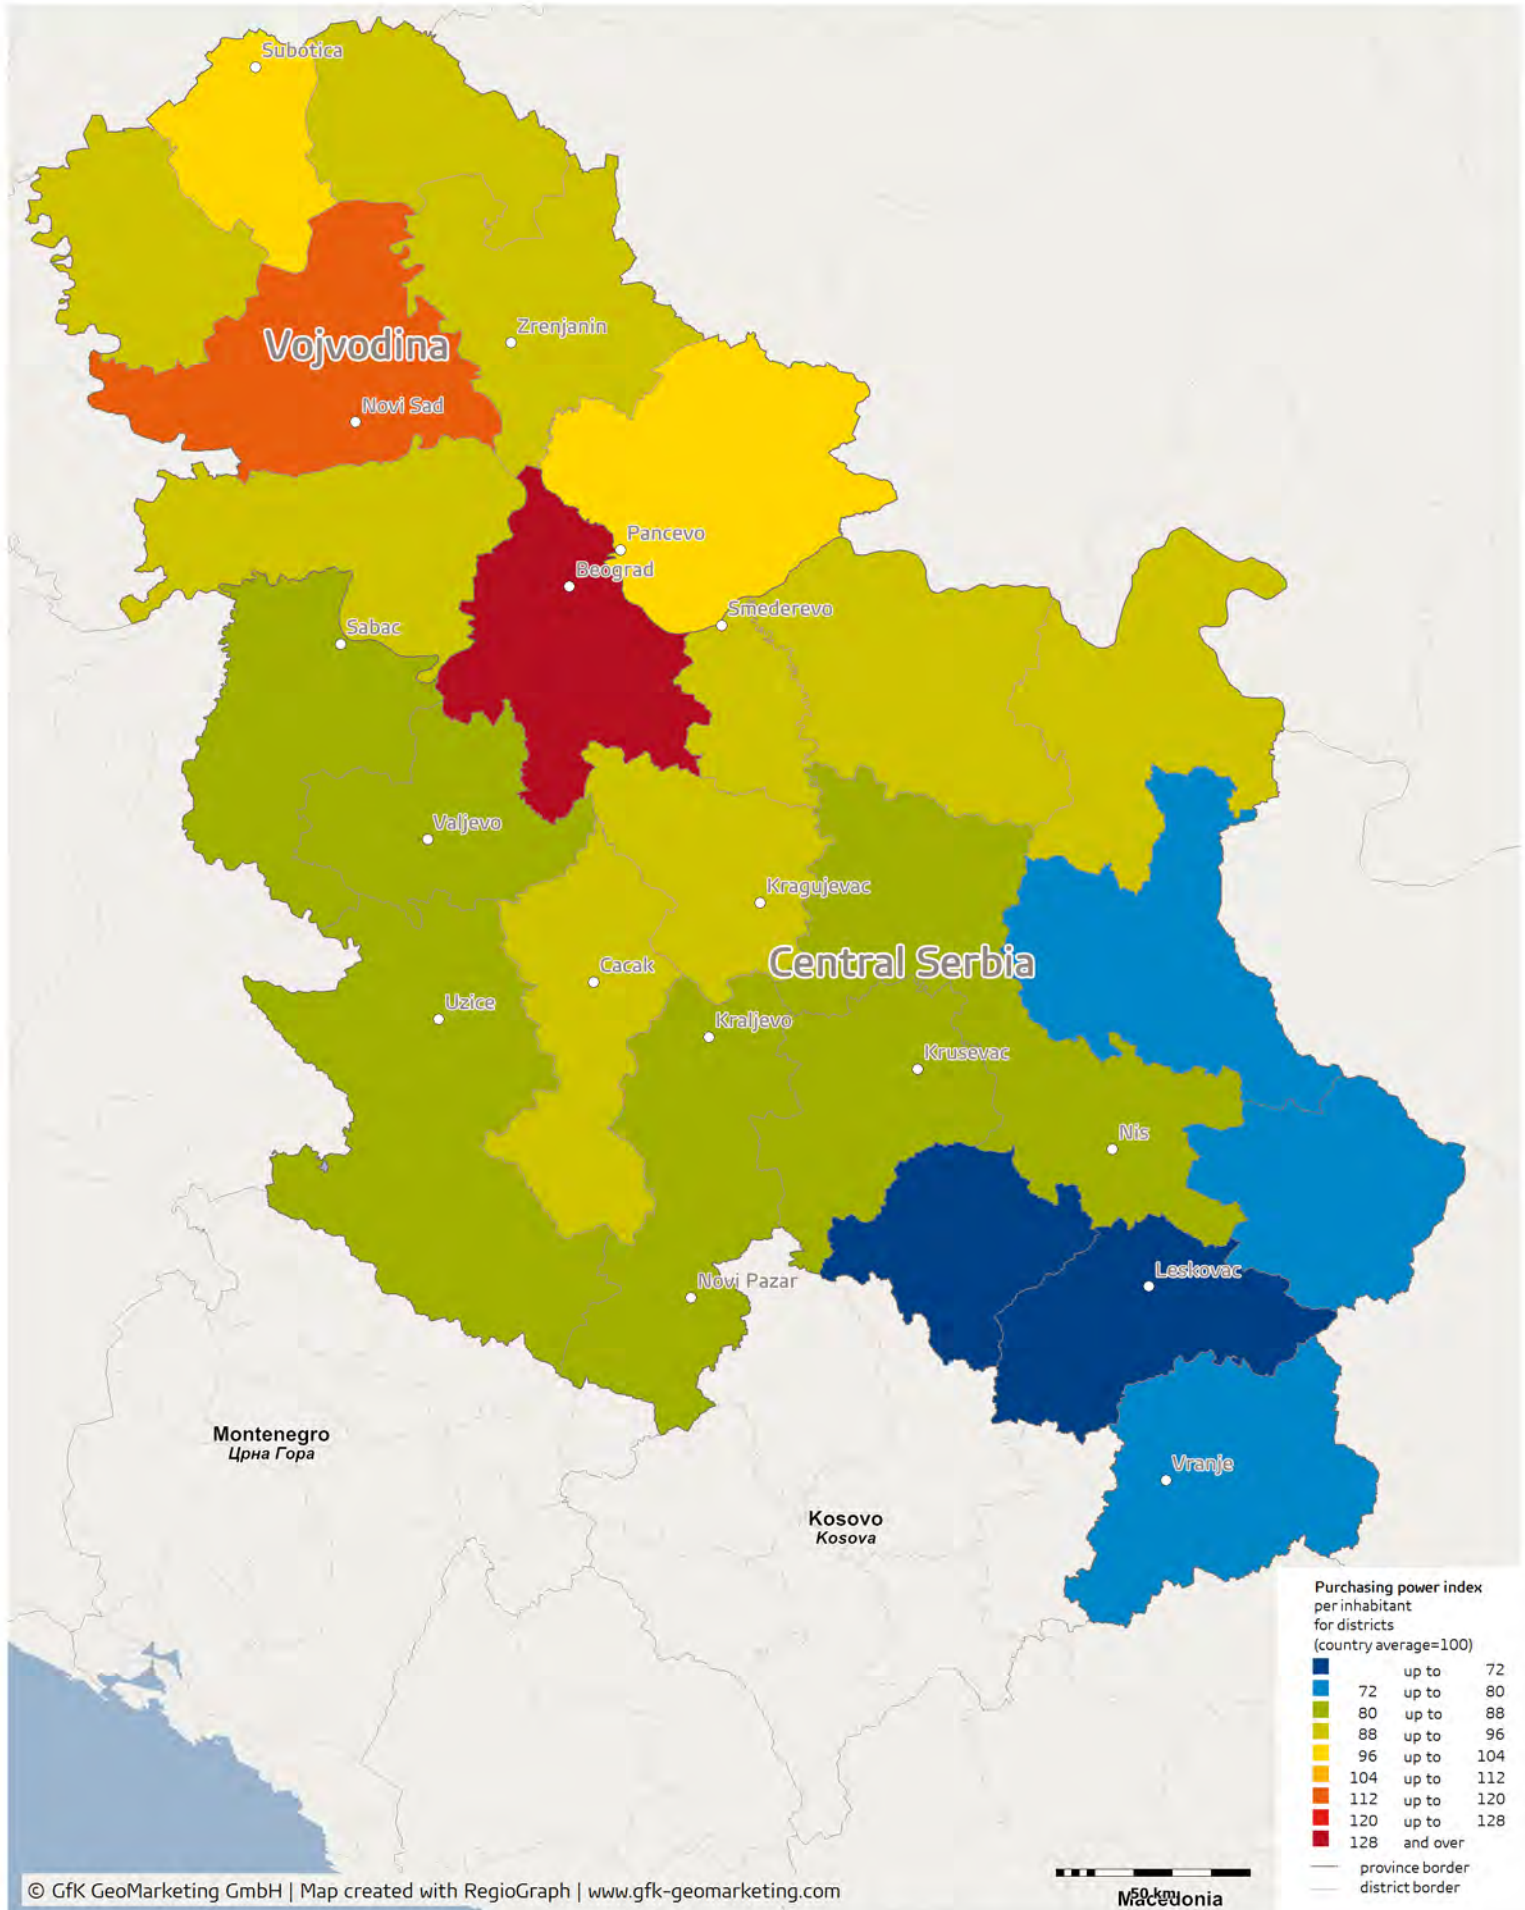 Subotica
Zrenjanin
Vojvodina
Novi Sad
Pancevo
Beograd
Smederevo
Sabac
Valjevo
Kragujevac
Central Serbia
Cacak
Uzice
Kraljevo
Krusevac
Nis
Leskovac
Novi Pazar
Montenegro
Црна Гора
Vranje
Kosovo
Kosova
Purchasing power index
per inhabitant
for districts
(country average=100)
up to 72
72 up to 80
80 up to 88
88 up to 96
96 up to 104
104 up to 112
112 up to 120
120 up to 128
128 and over
province border
district border
50 km
Macedonia
© GfK GeoMarketing GmbH | Map created with RegioGraph | www.gfk-geomarketing.com